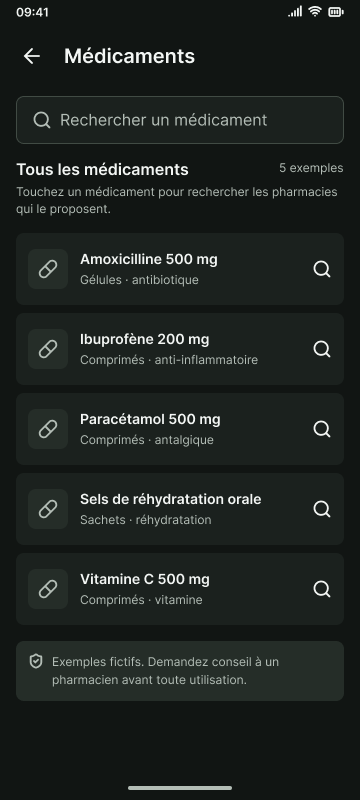 09:41
Médicaments
Rechercher un médicament
Tous les médicaments
5 exemples
Touchez un médicament pour rechercher les pharmacies
qui le proposent.
Amoxicilline 500 mg
Gélules · antibiotique
Ibuprofène 200 mg
Comprimés · anti-inflammatoire
Paracétamol 500 mg
Comprimés · antalgique
Sels de réhydratation orale
Sachets · réhydratation
Vitamine C 500 mg
Comprimés · vitamine
Exemples fictifs. Demandez conseil à un
pharmacien avant toute utilisation.